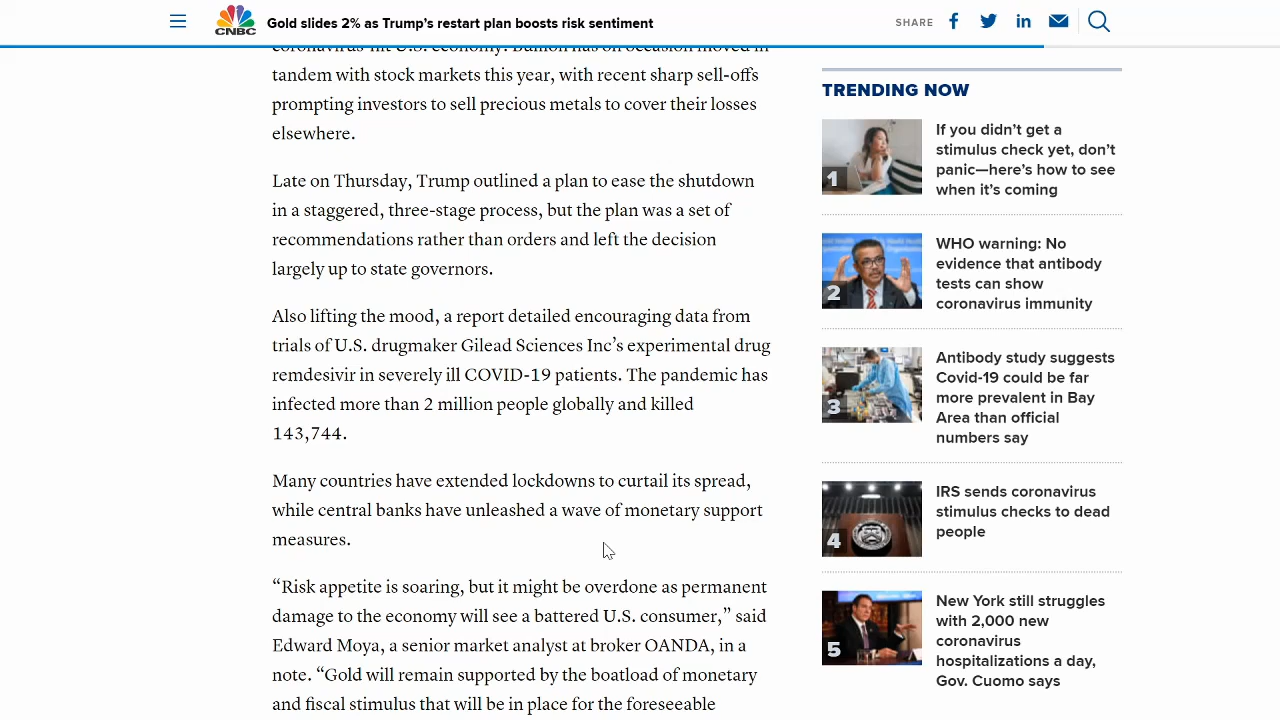 CNBC
Gold slides 2% as Trump’s restart plan boosts risk sentiment
SHARE
coronavirus-hit U.S. economy. Bullion has on occasion moved in
tandem with stock markets this year, with recent sharp sell-offs
prompting investors to sell precious metals to cover their losses
elsewhere.
Late on Thursday, Trump outlined a plan to ease the shutdown
in a staggered, three-stage process, but the plan was a set of
recommendations rather than orders and left the decision
largely up to state governors.
Also lifting the mood, a report detailed encouraging data from
trials of U.S. drugmaker Gilead Sciences Inc’s experimental drug
remdesivir in severely ill COVID-19 patients. The pandemic has
infected more than 2 million people globally and killed
143,744.
Many countries have extended lockdowns to curtail its spread,
while central banks have unleashed a wave of monetary support
measures.
“Risk appetite is soaring, but it might be overdone as permanent
damage to the economy will see a battered U.S. consumer,” said
Edward Moya, a senior market analyst at broker OANDA, in a
note. “Gold will remain supported by the boatload of monetary
and fiscal stimulus that will be in place for the foreseeable
TRENDING NOW
1
If you didn’t get a
stimulus check yet, don’t
panic—here’s how to see
when it’s coming
2
WHO warning: No
evidence that antibody
tests can show
coronavirus immunity
3
Antibody study suggests
Covid-19 could be far
more prevalent in Bay
Area than official
numbers say
4
IRS sends coronavirus
stimulus checks to dead
people
5
New York still struggles
with 2,000 new
coronavirus
hospitalizations a day,
Gov. Cuomo says